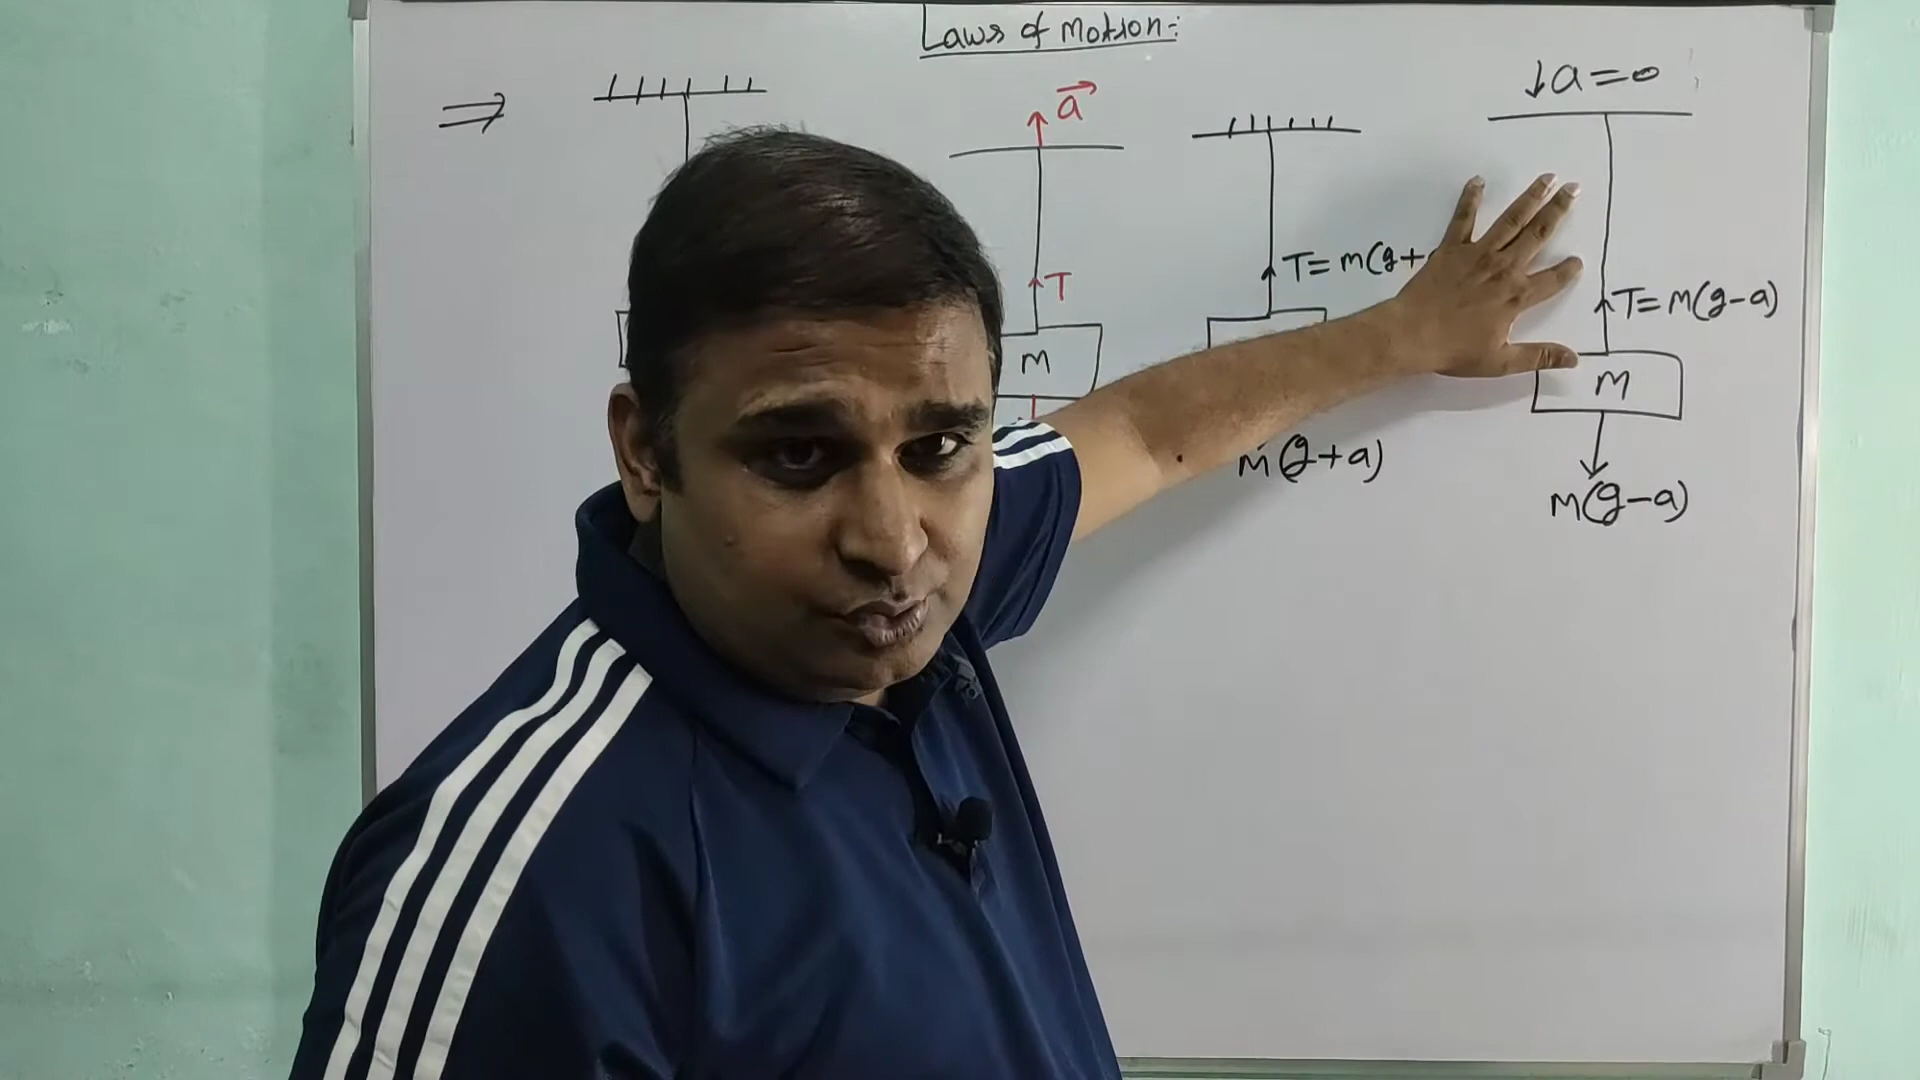 Laws of Motion:-
⇒
↓a=0
a⃗
T= m(g+
T
T= M(g-a)
M
M
M(g+a)
M(g-a)